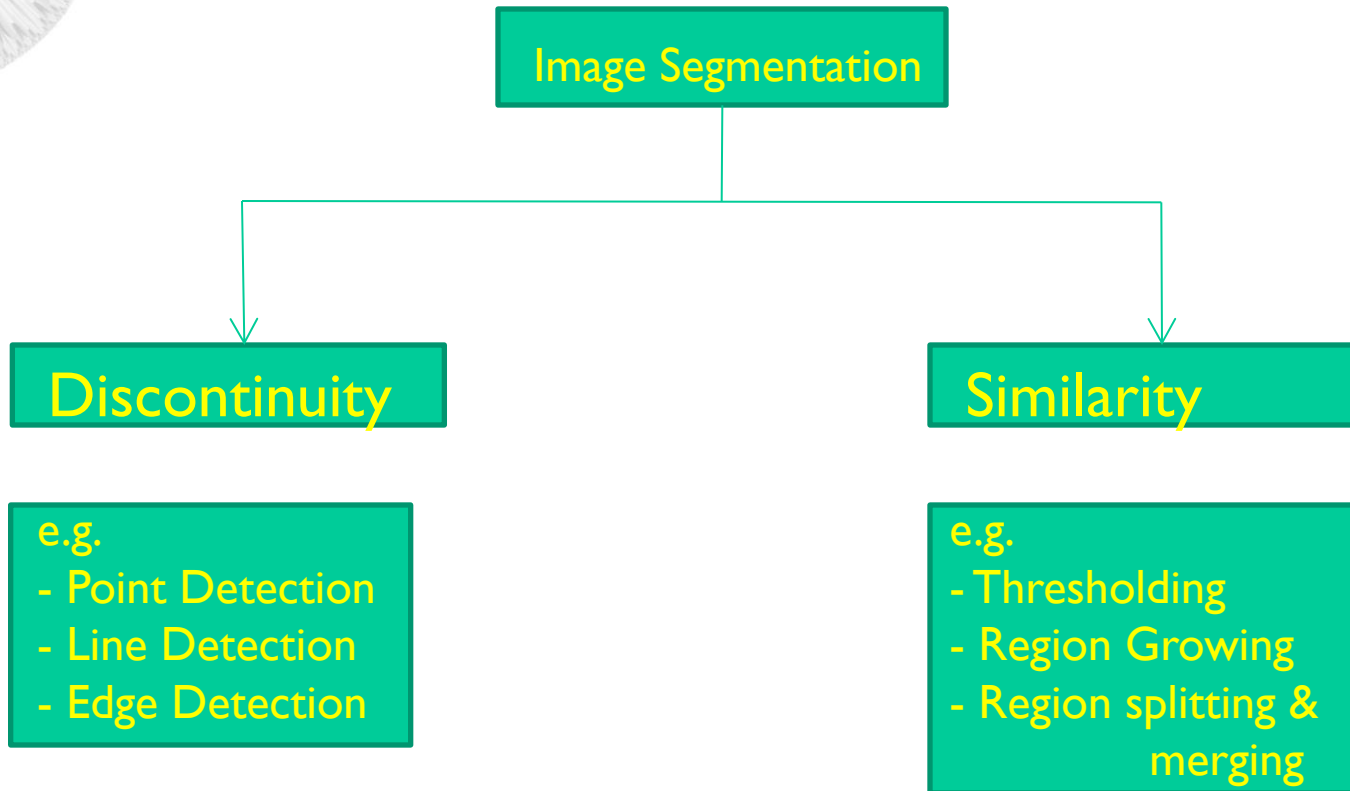 Image Segmentation
Discontinuity
Similarity
e.g.
- Point Detection
- Line Detection
- Edge Detection
e.g.
- Thresholding
- Region Growing
- Region splitting &
merging